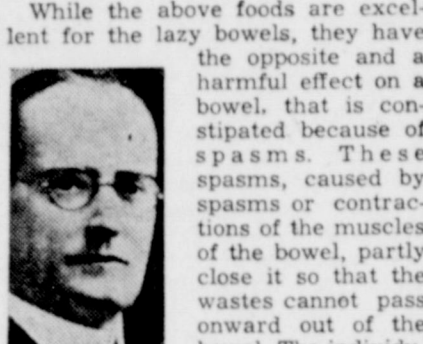 While the above foods are excel-
lent for the lazy bowels, they have
the opposite and a
harmful effect on a
bowel, that is con-
stipated because of
spasms. These
spasms, caused by
spasms or contrac-
tions of the muscles
of the bowel, partly
close it so that the
wastes cannot pass
onward out of the